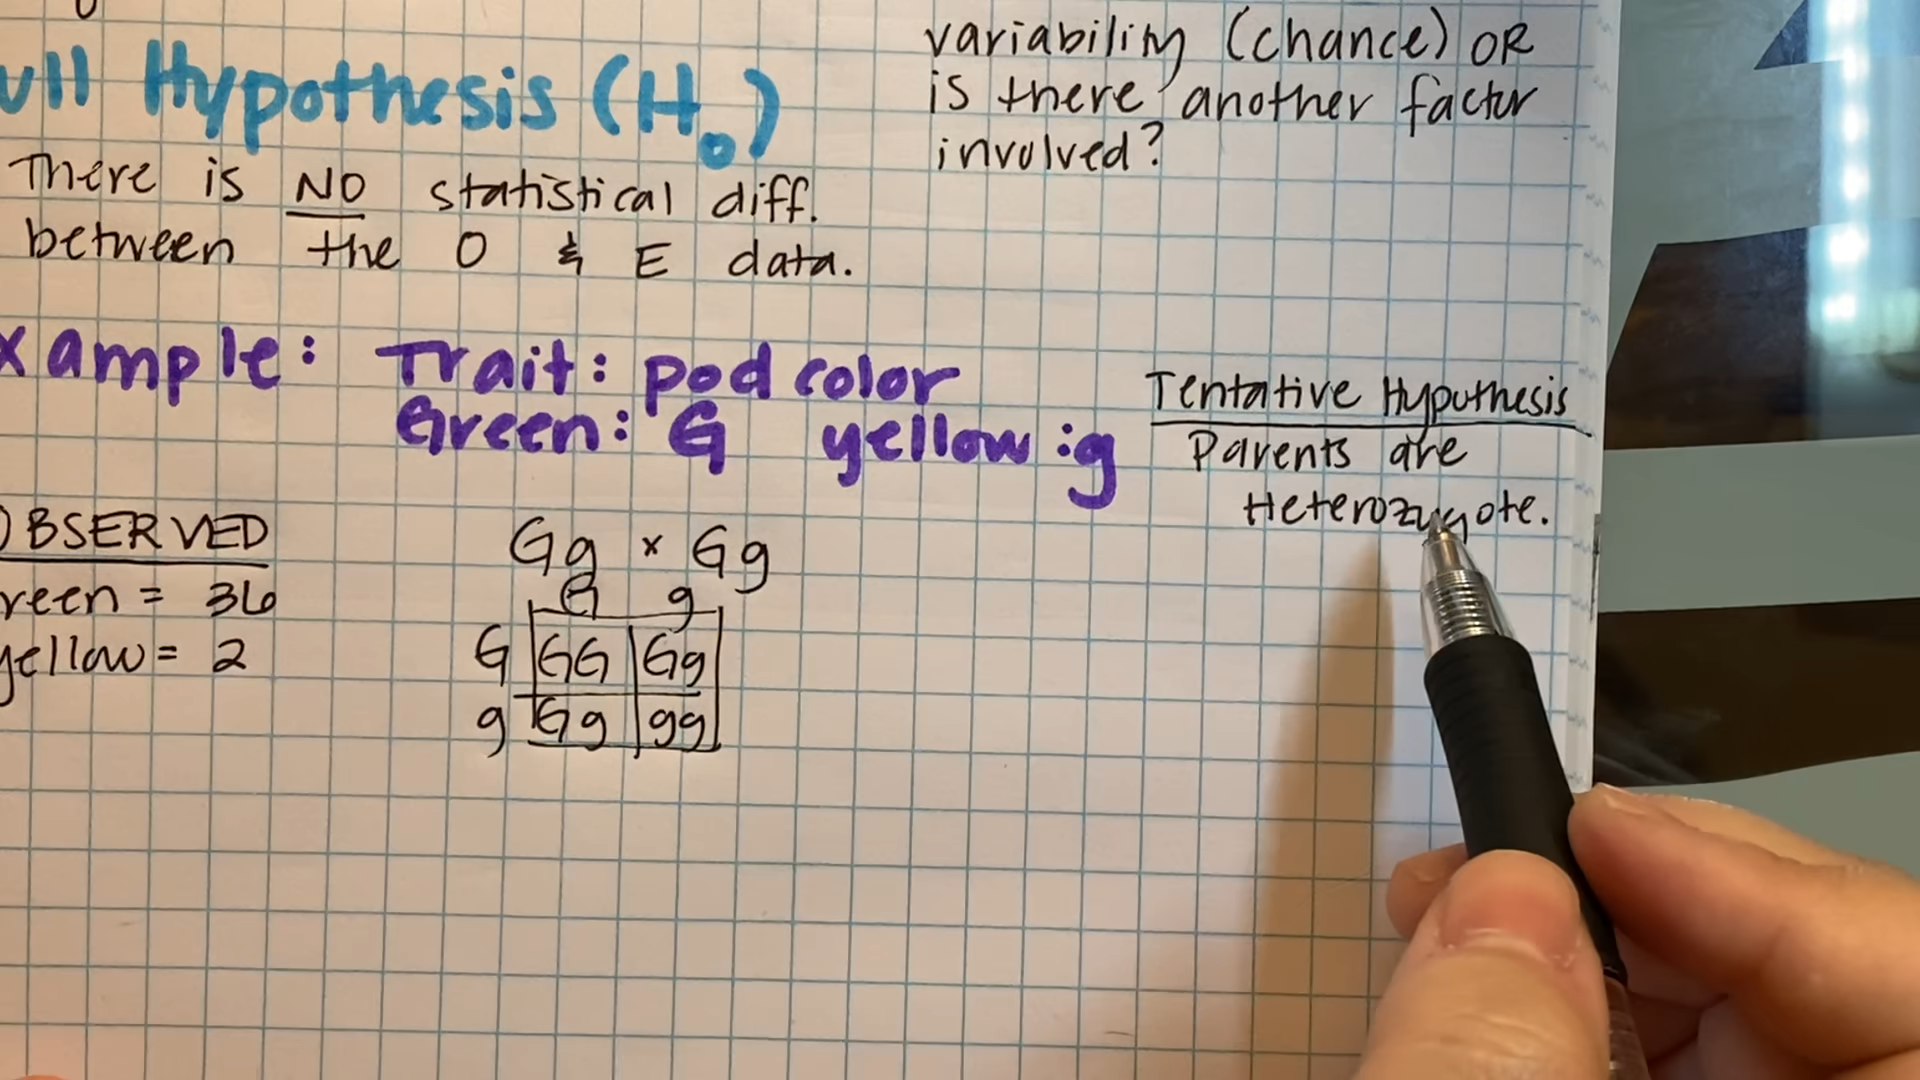 ull Hypothesis (H₀)
There is NO statistical diff.
between the O & E data.
variability (chance) OR
is there another factor
involved?
xample: Trait: pod color
Green: G yellow: g
Tentative Hypothesis
Parents are
Heterozygote.
OBSERVED
reen = 36
yellow = 2
Gg x Gg
G g
G GG Gg
g Gg gg